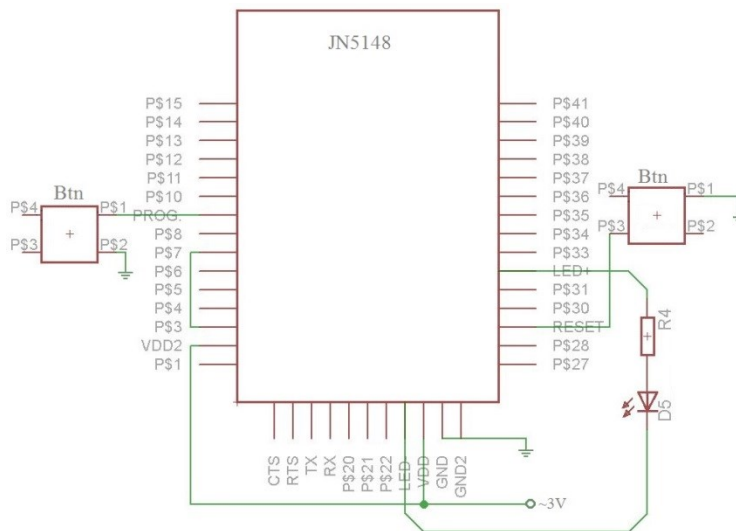 JN5148
P$15
P$14
P$13
P$12
P$11
P$10
PROG.
P$8
P$7
P$6
P$5
P$4
P$3
VDD2
P$1
P$41
P$40
P$39
P$38
P$37
P$36
P$35
P$34
P$33
LED+
P$31
P$30
RESET
P$28
P$27
Btn
P$4 P$1
P$3 P$2
Btn
P$4 P$1
P$3 P$2
R4
D5
CTS
RTS
TX
RX
P$20
P$21
P$22
LED-
VDD
GND
GND2
~3V